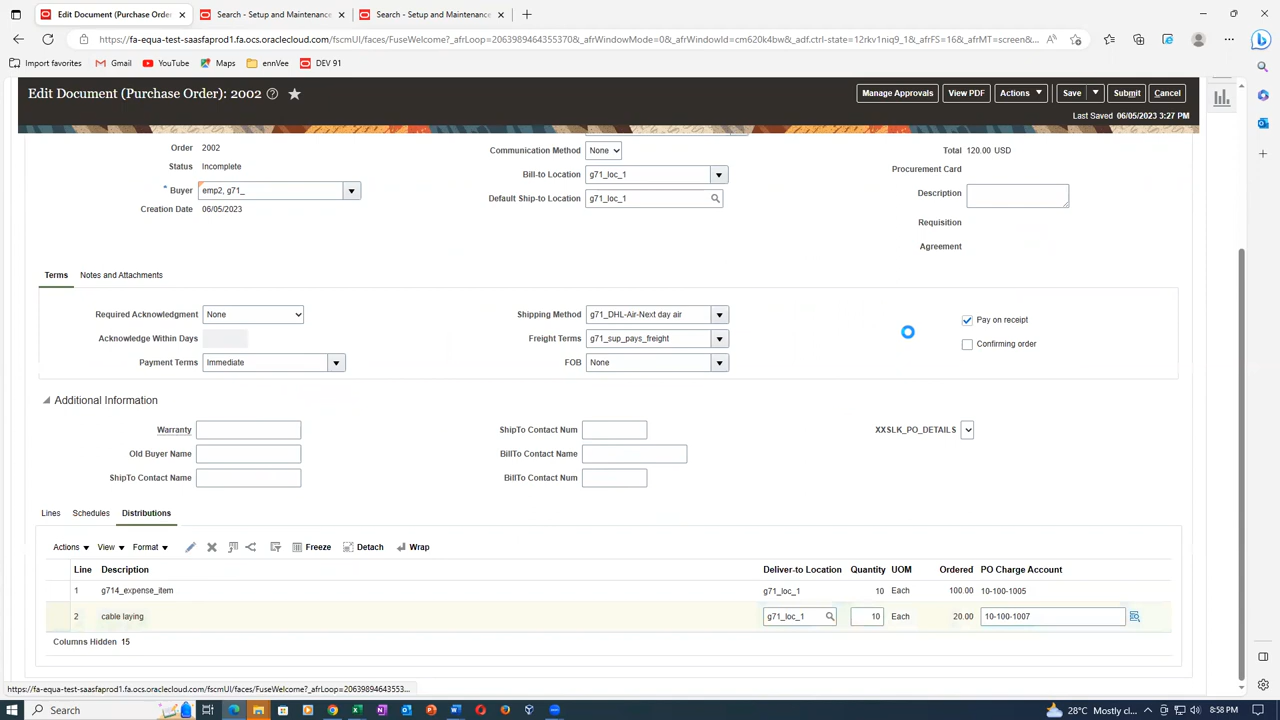 Edit Document (Purchase Order
Search - Setup and Maintenance
Search - Setup and Maintenance
https://fa-equa-test-saasfaprod1.fa.ocs.oraclecloud.com/fscmUI/faces/FuseWelcome?_afrLoop=2063989464355370&_afrWindowMode=0&_afrWindowId=cm620k4bw&_adf.ctrl-state=12rkv1niq9_1&_afrFS=16&_afrMT=screen&...
Import favorites Gmail YouTube Maps ennVee DEV 91
Edit Document (Purchase Order): 2002
Manage Approvals View PDF Actions Save Submit Cancel
Last Saved 06/05/2023 3:27 PM
Order 2002 Communication Method None Total 120.00 USD
Status Incomplete Bill-to Location g71_loc_1 Procurement Card
Buyer emp2, g71_ Default Ship-to Location g71_loc_1 Description
Creation Date 06/05/2023
Requisition
Agreement
Terms Notes and Attachments
Required Acknowledgment None Shipping Method g71_DHL-Air-Next day air Pay on receipt
Acknowledge Within Days Freight Terms g71_sup_pays_freight Confirming order
Payment Terms Immediate FOB None
Additional Information
Warranty ShipTo Contact Num XXSLK_PO_DETAILS
Old Buyer Name BillTo Contact Name
ShipTo Contact Name BillTo Contact Num
Lines Schedules Distributions
Actions View Format Freeze Detach Wrap
Line Description Deliver-to Location Quantity UOM Ordered PO Charge Account
1 g714_expense_item g71_loc_1 10 Each 100.00 10-100-1005
2 cable laying g71_loc_1 10 Each 20.00 10-100-1007
Columns Hidden 15
https://fa-equa-test-saasfaprod1.fa.ocs.oraclecloud.com/fscmUI/faces/FuseWelcome?_afrLoop=20639894643553...
Search 28°C Mostly cl... 8:58 PM